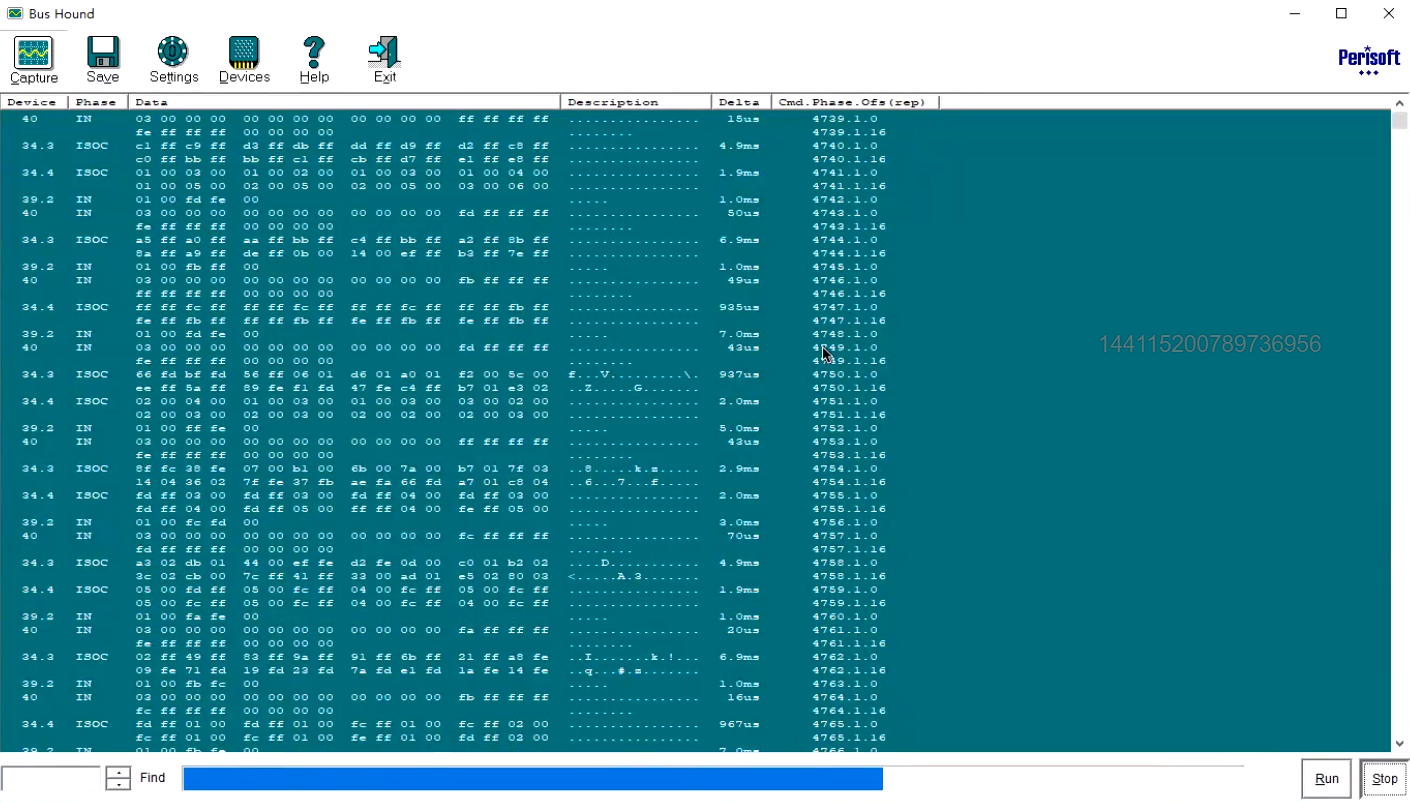 Bus Hound
Capture Save Settings Devices Help Exit
Perisoft
Device Phase Data Description Delta Cmd.Phase.Ofs(rep)
40 IN 03 00 00 00 00 00 00 00 00 00 00 00 ff ff ff ff ................ 15us 4739.1.0
fe ff ff ff 00 00 00 00 ........ 4739.1.16
34.3 ISOC c1 ff c9 ff d3 ff db ff dd ff d9 ff d2 ff c8 ff ................ 4.9ms 4740.1.0
c0 ff bb ff bb ff c1 ff cb ff d7 ff e1 ff e8 ff ................ 4740.1.16
34.4 ISOC 01 00 03 00 01 00 02 00 01 00 03 00 01 00 04 00 ................ 1.9ms 4741.1.0
01 00 05 00 02 00 05 00 02 00 05 00 03 00 06 00 ................ 4741.1.16
39.2 IN 01 00 fd fe 00 ..... 1.0ms 4742.1.0
40 IN 03 00 00 00 00 00 00 00 00 00 00 00 fd ff ff ff ................ 50us 4743.1.0
fe ff ff ff 00 00 00 00 ........ 4743.1.16
34.3 ISOC a5 ff a0 ff aa ff bb ff c4 ff bb ff a2 ff 8b ff ................ 6.9ms 4744.1.0
8a ff a9 ff de ff 0b 00 14 00 ef ff b3 ff 7e ff ................ 4744.1.16
39.2 IN 01 00 fb ff 00 ..... 1.0ms 4745.1.0
40 IN 03 00 00 00 00 00 00 00 00 00 00 00 fb ff ff ff ................ 49us 4746.1.0
ff ff ff ff 00 00 00 00 ........ 4746.1.16
34.4 ISOC ff ff fc ff ff ff fc ff ff ff fc ff ff ff fb ff ................ 935us 4747.1.0
fe ff fb ff ff ff fb ff fe ff fb ff fe ff fb ff ................ 4747.1.16
39.2 IN 01 00 fd fe 00 ..... 7.0ms 4748.1.0
40 IN 03 00 00 00 00 00 00 00 00 00 00 00 fd ff ff ff ................ 43us 4749.1.0
fe ff ff ff 00 00 00 00 ........ 4749.1.16
34.3 ISOC 66 fd bf fd 56 ff 06 01 d6 01 a0 01 f2 00 5c 00 f...V.........\. 937us 4750.1.0
ee ff 5a ff 89 fe f1 fd 47 fe c4 ff b7 01 e3 02 ..Z.....G....... 4750.1.16
34.4 ISOC 02 00 04 00 01 00 03 00 01 00 03 00 03 00 02 00 ................ 2.0ms 4751.1.0
02 00 03 00 02 00 03 00 02 00 02 00 02 00 03 00 ................ 4751.1.16
39.2 IN 01 00 ff fe 00 ..... 5.0ms 4752.1.0
40 IN 03 00 00 00 00 00 00 00 00 00 00 00 ff ff ff ff ................ 43us 4753.1.0
fe ff ff ff 00 00 00 00 ........ 4753.1.16
34.3 ISOC 8f fc 38 fe 07 00 b1 00 6b 00 7a 00 b7 01 7f 03 ..8.....k.z..... 2.9ms 4754.1.0
14 04 36 02 7f fe 37 fb ae fa 66 fd a7 01 c8 04 ..6...7...f..... 4754.1.16
34.4 ISOC fd ff 03 00 fd ff 03 00 fd ff 04 00 fd ff 03 00 ................ 2.0ms 4755.1.0
fd ff 04 00 fd ff 05 00 ff ff 04 00 fe ff 05 00 ................ 4755.1.16
39.2 IN 01 00 fc fd 00 ..... 3.0ms 4756.1.0
40 IN 03 00 00 00 00 00 00 00 00 00 00 00 fc ff ff ff ................ 70us 4757.1.0
fd ff ff ff 00 00 00 00 ........ 4757.1.16
34.3 ISOC a3 02 db 01 44 00 ef fe d2 fe 0d 00 c0 01 b2 02 ....D........... 4.9ms 4758.1.0
3c 02 cb 00 7c ff 41 ff 33 00 ad 01 e5 02 80 03 <.....A.3....... 4758.1.16
34.4 ISOC 05 00 fd ff 05 00 fc ff 04 00 fc ff 05 00 fc ff ................ 1.9ms 4759.1.0
05 00 fc ff 05 00 fc ff 04 00 fc ff 04 00 fc ff ................ 4759.1.16
39.2 IN 01 00 fa fe 00 ..... 1.0ms 4760.1.0
40 IN 03 00 00 00 00 00 00 00 00 00 00 00 fa ff ff ff ................ 20us 4761.1.0
fe ff ff ff 00 00 00 00 ........ 4761.1.16
34.3 ISOC 02 ff 49 ff 83 ff 9a ff 91 ff 6b ff 21 ff a8 fe ..I.......k.!... 6.9ms 4762.1.0
09 fe 71 fd 19 fd 23 fd 7a fd e1 fd 1a fe 14 fe ..q...#.z....... 4762.1.16
39.2 IN 01 00 fb fc 00 ..... 1.0ms 4763.1.0
40 IN 03 00 00 00 00 00 00 00 00 00 00 00 fb ff ff ff ................ 16us 4764.1.0
fc ff ff ff 00 00 00 00 ........ 4764.1.16
34.4 ISOC fd ff 01 00 fd ff 01 00 fc ff 01 00 fc ff 02 00 ................ 967us 4765.1.0
fc ff 01 00 fc ff 01 00 fe ff 01 00 fd ff 02 00 ................ 4765.1.16
39.2 IN 01 00 fb fe 00 ..... 7.0ms 4766.1.0
144115200789736956
Find Run Stop